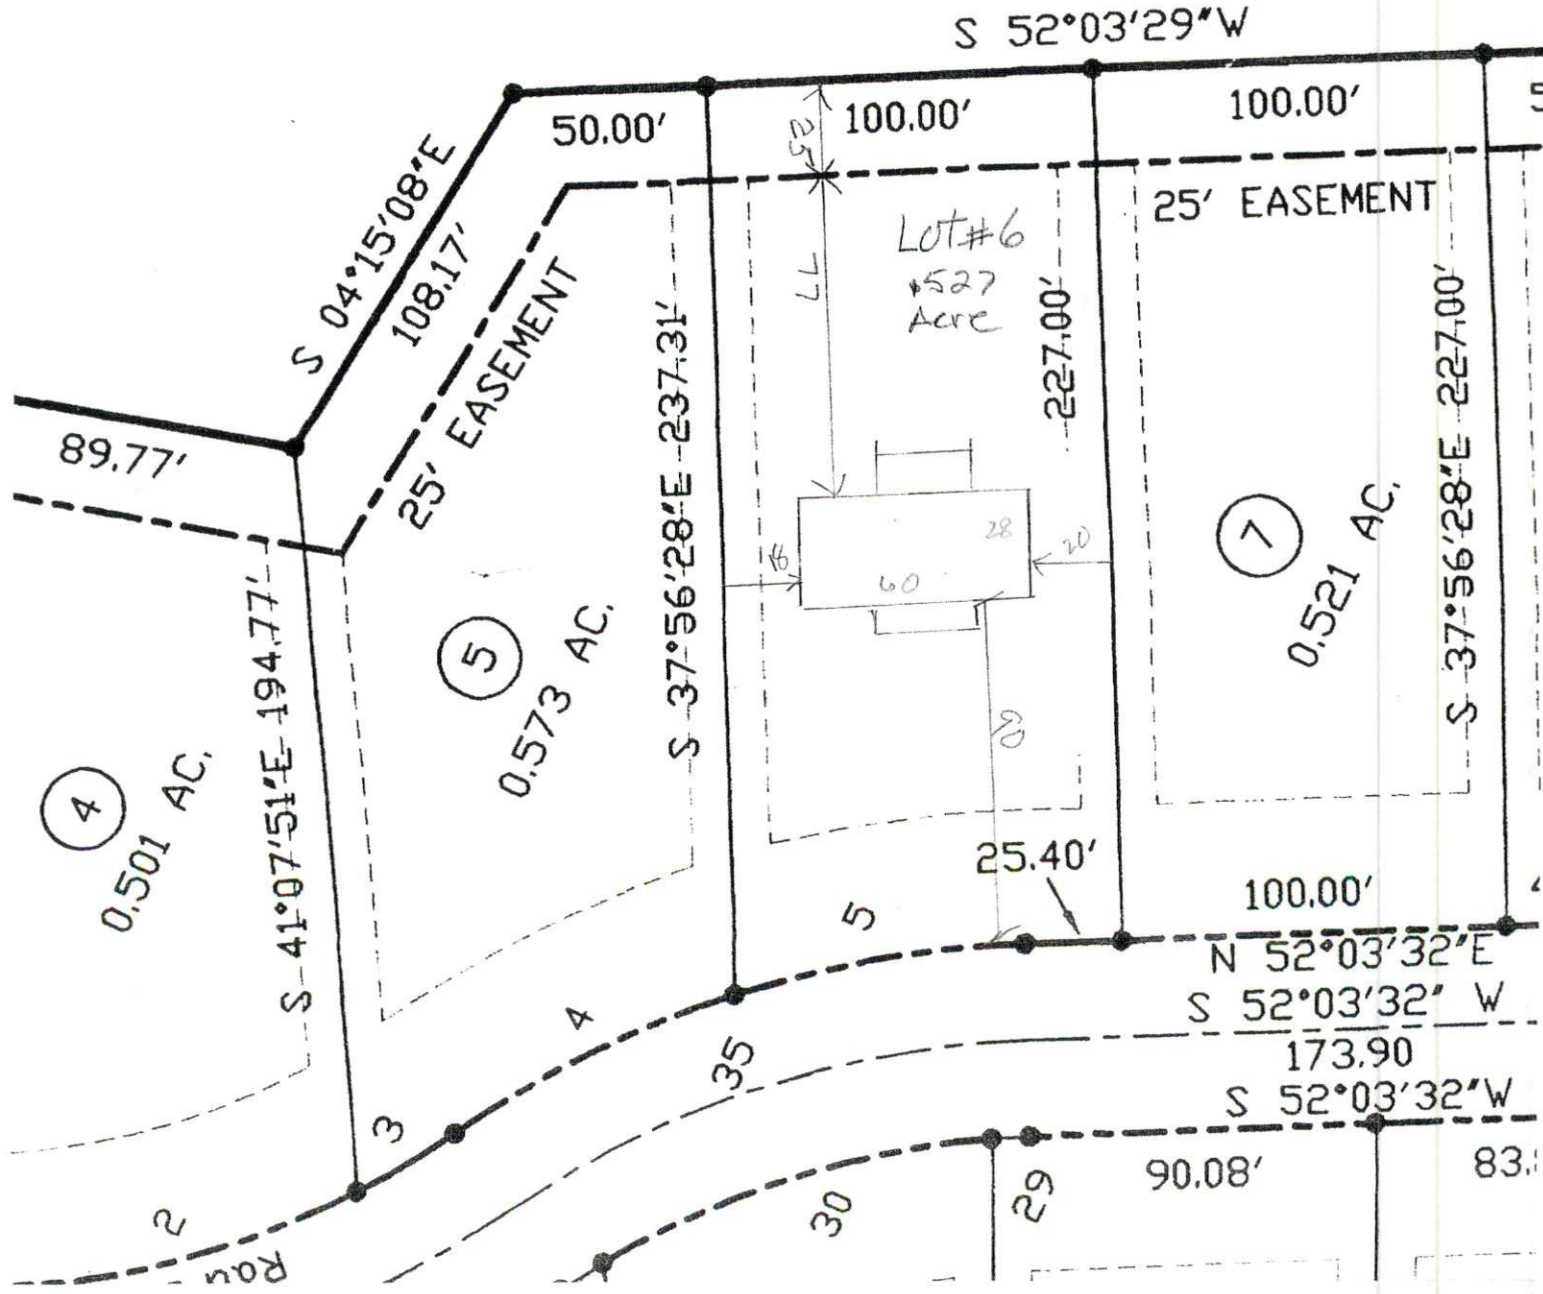 S 52°03'29"W
50.00'
25
100.00'
100.00'
25' EASEMENT
S 04°15'08"E
108.17'
25' EASEMENT
77
Lot#6
.527
Acre
89.77'
S 37°56'28"E 237.31'
227.00'
S 37°56'28"E 227.00'
18
28
20
60
7
0.521 AC.
5
0.573 AC.
4
0.501 AC.
S 41°07'51"E 194.77'
25.40'
5
100.00'
N 52°03'32"E
S 52°03'32" W
173.90
S 52°03'32"W
4
35
3
2
30
29
90.08'